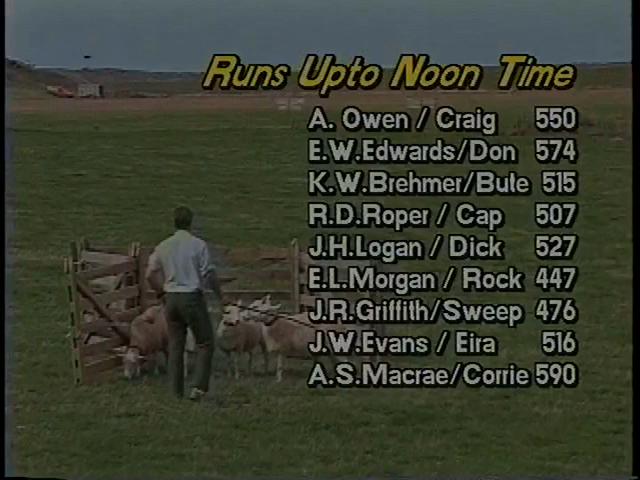 Runs Upto Noon Time
A. Owen / Craig 550
E.W.Edwards/Don 574
K.W.Brehmer/Bute 515
R.D.Roper / Cap 507
J.H.Logan / Dick 527
E.L.Morgan / Rock 447
J.R.Griffith/Sweep 476
J.W.Evans / Eira 516
A.S.Macrae/Corrie 590